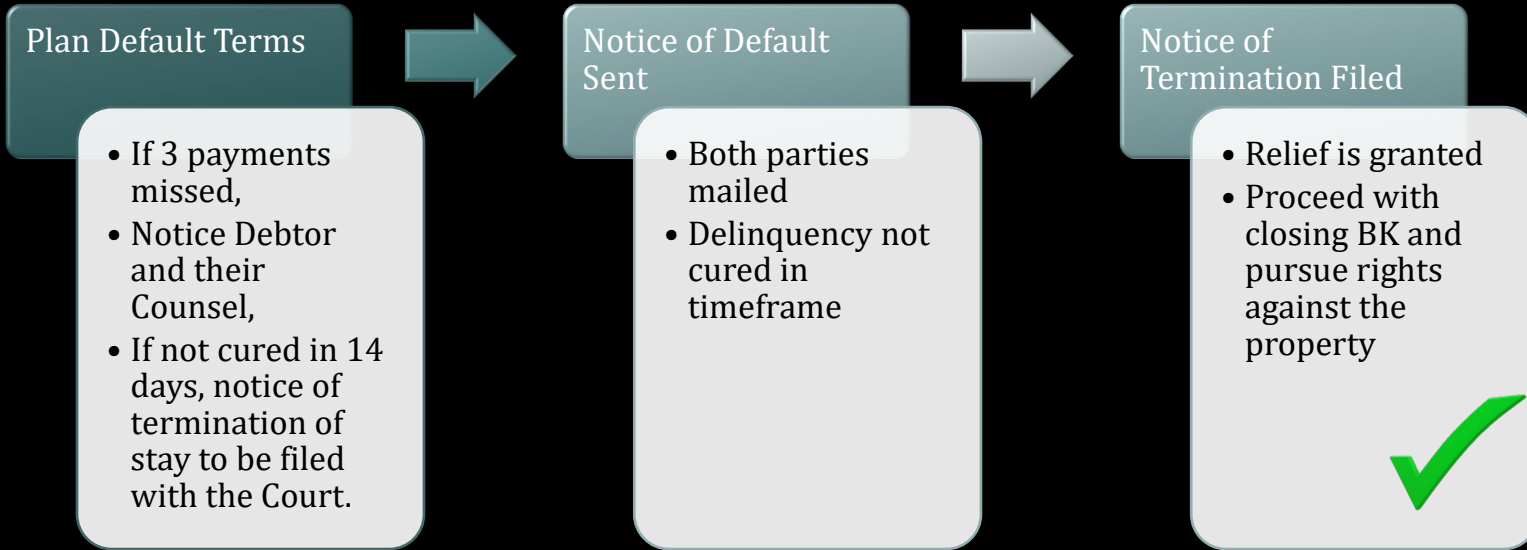 Plan Default Terms
• If 3 payments
missed,
• Notice Debtor
and their
Counsel,
• If not cured in 14
days, notice of
termination of
stay to be filed
with the Court.
Notice of Default
Sent
• Both parties
mailed
• Delinquency not
cured in
timeframe
Notice of
Termination Filed
• Relief is granted
• Proceed with
closing BK and
pursue rights
against the
property